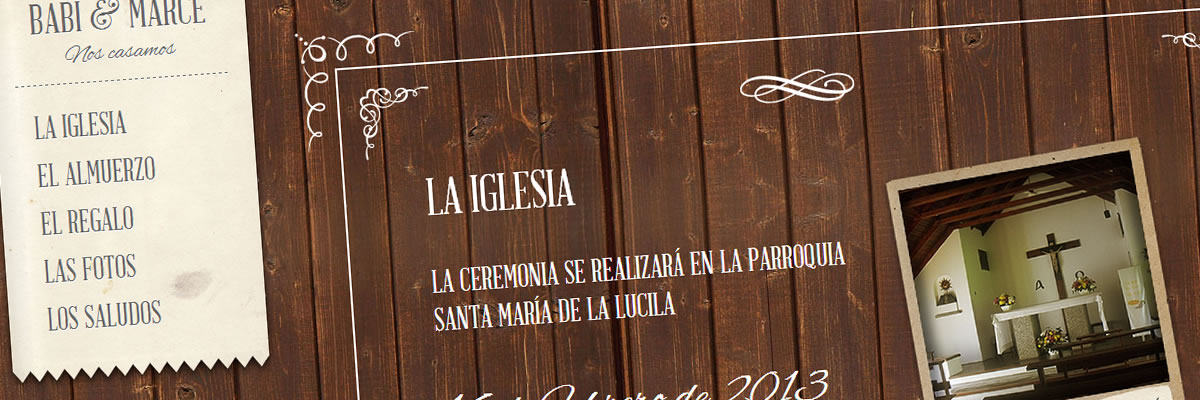 BABI & MARCE
Nos casamos
LA IGLESIA
EL ALMUERZO
EL REGALO
LAS FOTOS
LOS SALUDOS
LA IGLESIA
LA CEREMONIA SE REALIZARÁ EN LA PARROQUIA
SANTA MARÍA DE LA LUCILA
de 2013